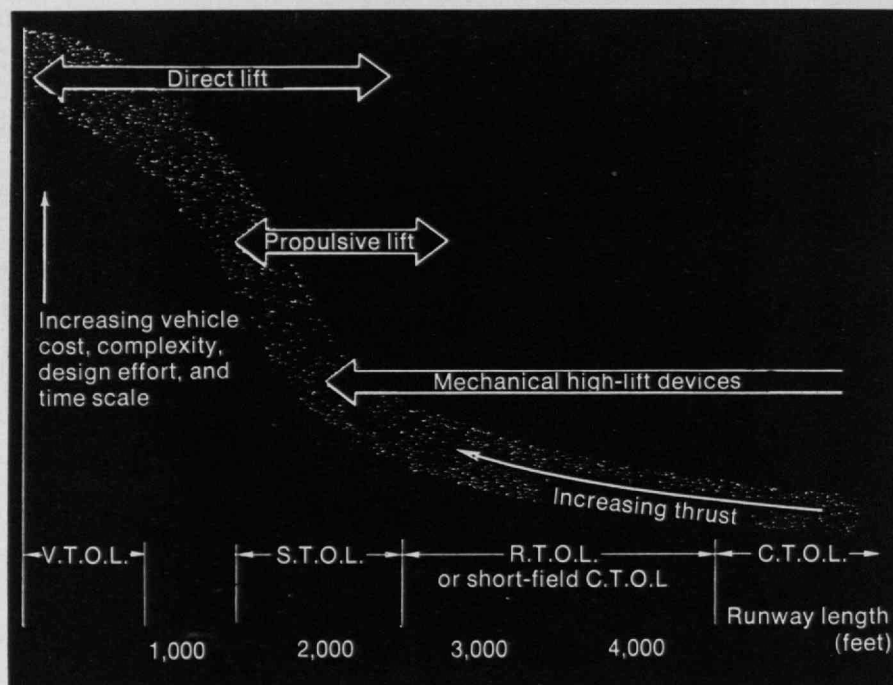 Direct lift
Propulsive lift
Increasing vehicle
cost, complexity,
design effort, and
time scale
Mechanical high-lift devices
Increasing thrust
V.T.O.L.
S.T.O.L.
R.T.O.L.
or short-field C.T.O.L
C.T.O.L.
Runway length
(feet)
1,000
2,000
3,000
4,000